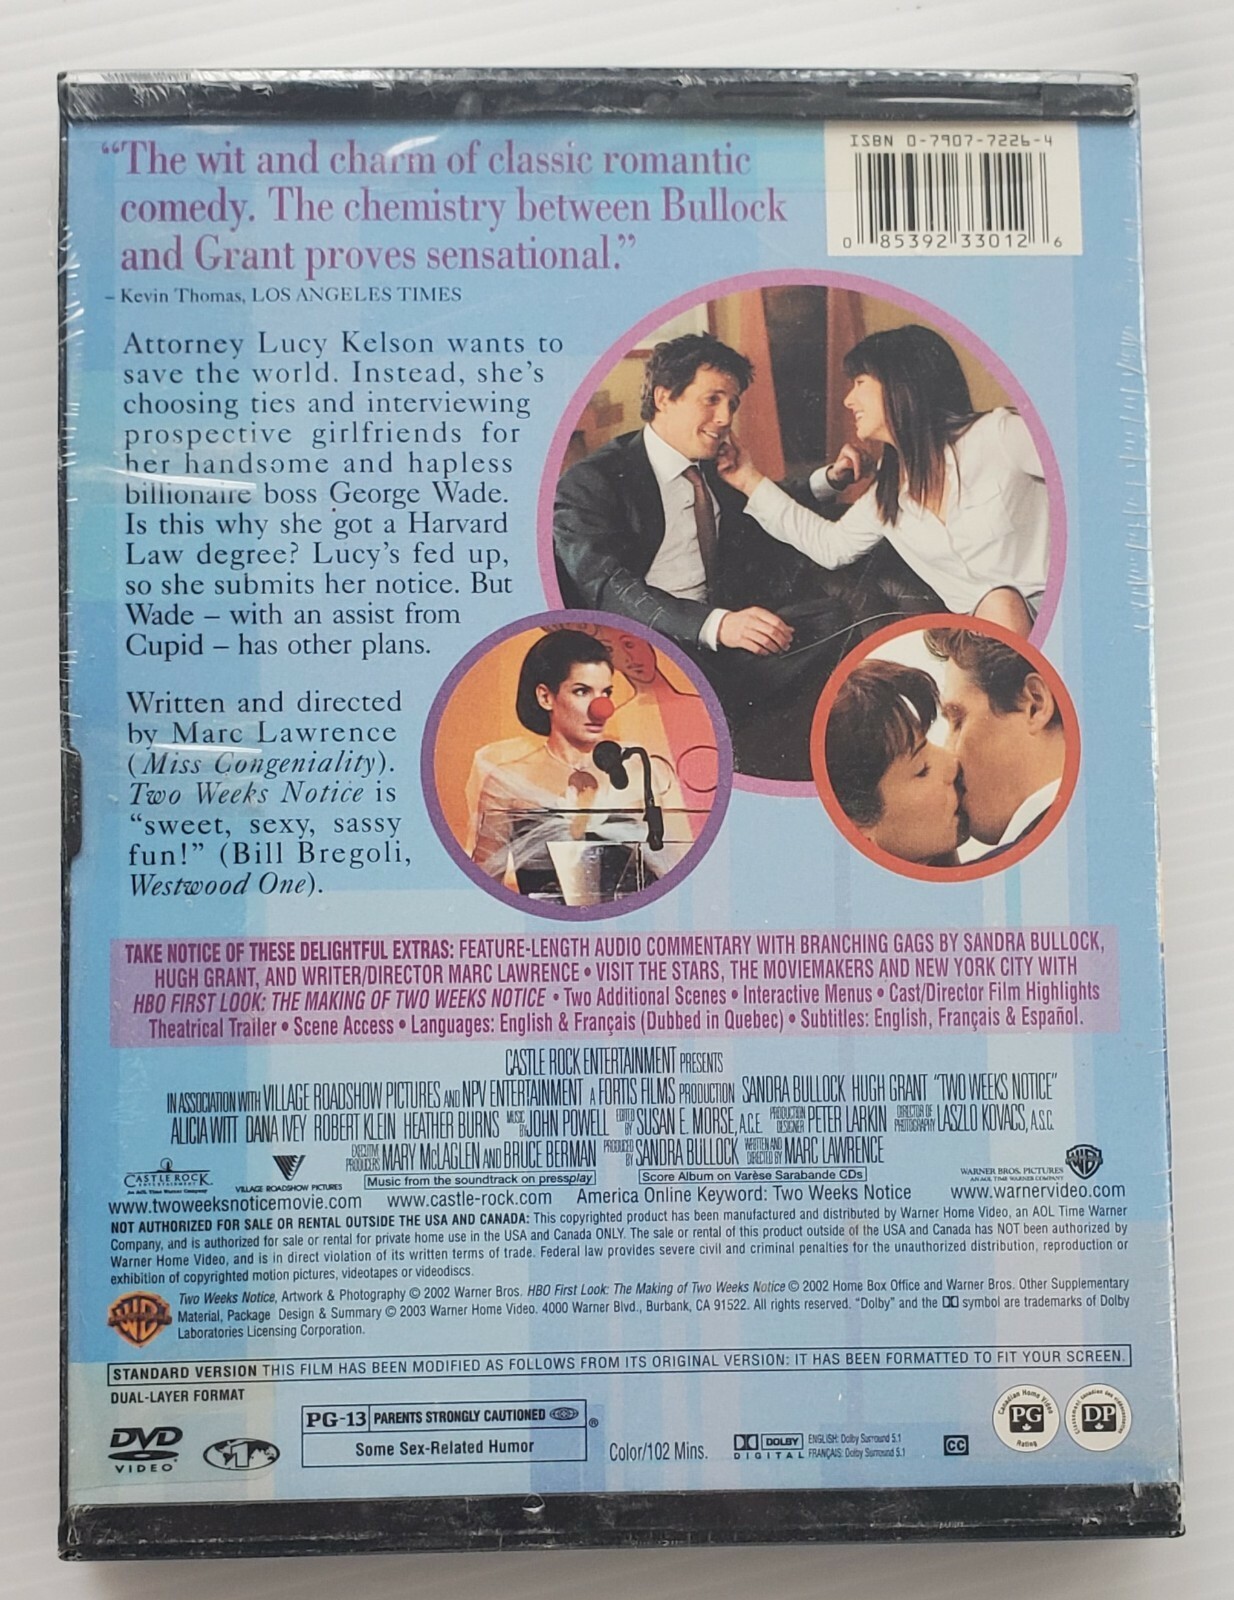 “The wit and charm of classic romantic
comedy. The chemistry between Bullock
and Grant proves sensational.”
– Kevin Thomas, LOS ANGELES TIMES
ISBN 0-7907-7226-4
0 85392 33012 6
Attorney Lucy Kelson wants to
save the world. Instead, she's
choosing ties and interviewing
prospective girlfriends for
her handsome and hapless
billionaire boss George Wade.
Is this why she got a Harvard
Law degree? Lucy's fed up,
so she submits her notice. But
Wade – with an assist from
Cupid – has other plans.
Written and directed
by Marc Lawrence
(Miss Congeniality).
Two Weeks Notice is
“sweet, sexy, sassy
fun!” (Bill Bregoli,
Westwood One).
TAKE NOTICE OF THESE DELIGHTFUL EXTRAS: FEATURE-LENGTH AUDIO COMMENTARY WITH BRANCHING GAGS BY SANDRA BULLOCK,
HUGH GRANT, AND WRITER/DIRECTOR MARC LAWRENCE • VISIT THE STARS, THE MOVIEMAKERS AND NEW YORK CITY WITH
HBO FIRST LOOK: THE MAKING OF TWO WEEKS NOTICE • Two Additional Scenes • Interactive Menus • Cast/Director Film Highlights
Theatrical Trailer • Scene Access • Languages: English & Français (Dubbed in Quebec) • Subtitles: English, Français & Español.
CASTLE ROCK ENTERTAINMENT PRESENTS
IN ASSOCIATION WITH VILLAGE ROADSHOW PICTURES AND NPV ENTERTAINMENT A FORTIS FILMS PRODUCTION SANDRA BULLOCK HUGH GRANT “TWO WEEKS NOTICE”
ALICIA WITT DANA IVEY ROBERT KLEIN HEATHER BURNS MUSIC BY JOHN POWELL EDITED BY SUSAN E. MORSE, A.C.E. PRODUCTION DESIGNER PETER LARKIN DIRECTOR OF PHOTOGRAPHY LASZLO KOVACS, A.S.C.
EXECUTIVE PRODUCERS MARY McLAGLEN AND BRUCE BERMAN PRODUCED BY SANDRA BULLOCK WRITTEN AND DIRECTED BY MARC LAWRENCE
CASTLE ROCK ENTERTAINMENT An AOL Time Warner Company
VILLAGE ROADSHOW PICTURES
Music from the soundtrack on pressplay
Score Album on Varèse Sarabande CDs
WARNER BROS. PICTURES
AN AOL TIME WARNER COMPANY
www.twoweeksnoticemovie.com www.castle-rock.com America Online Keyword: Two Weeks Notice www.warnervideo.com
NOT AUTHORIZED FOR SALE OR RENTAL OUTSIDE THE USA AND CANADA: This copyrighted product has been manufactured and distributed by Warner Home Video, an AOL Time Warner
Company, and is authorized for sale or rental for private home use in the USA and Canada ONLY. The sale or rental of this product outside of the USA and Canada has NOT been authorized by
Warner Home Video, and is in direct violation of its written terms of trade. Federal law provides severe civil and criminal penalties for the unauthorized distribution, reproduction or
exhibition of copyrighted motion pictures, videotapes or videodiscs.
Two Weeks Notice, Artwork & Photography © 2002 Warner Bros. HBO First Look: The Making of Two Weeks Notice © 2002 Home Box Office and Warner Bros. Other Supplementary
Material, Package Design & Summary © 2003 Warner Home Video. 4000 Warner Blvd., Burbank, CA 91522. All rights reserved. “Dolby” and the DD symbol are trademarks of Dolby
Laboratories Licensing Corporation.
STANDARD VERSION THIS FILM HAS BEEN MODIFIED AS FOLLOWS FROM ITS ORIGINAL VERSION: IT HAS BEEN FORMATTED TO FIT YOUR SCREEN.
DUAL-LAYER FORMAT
DVD
VIDEO
1
PG-13 PARENTS STRONGLY CAUTIONED ®
Some Sex-Related Humor
Color/102 Mins.
DOLBY
DIGITAL
ENGLISH: Dolby Surround 5.1
FRANÇAIS: Dolby Surround 5.1
CC
Canadian Home Video
PG
Rating
DP